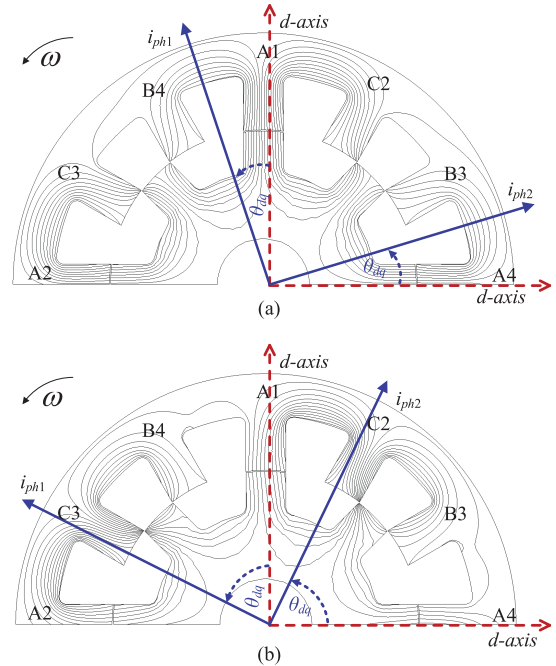 d-axis
i_ph1
ω
A1
B4
C2
C3
B3
i_ph2
θ_dq
θ_dq
A2
A4
d-axis
(a)
d-axis
ω
A1
i_ph2
C2
B4
i_ph1
C3
B3
θ_dq
θ_dq
A2
A4
d-axis
(b)